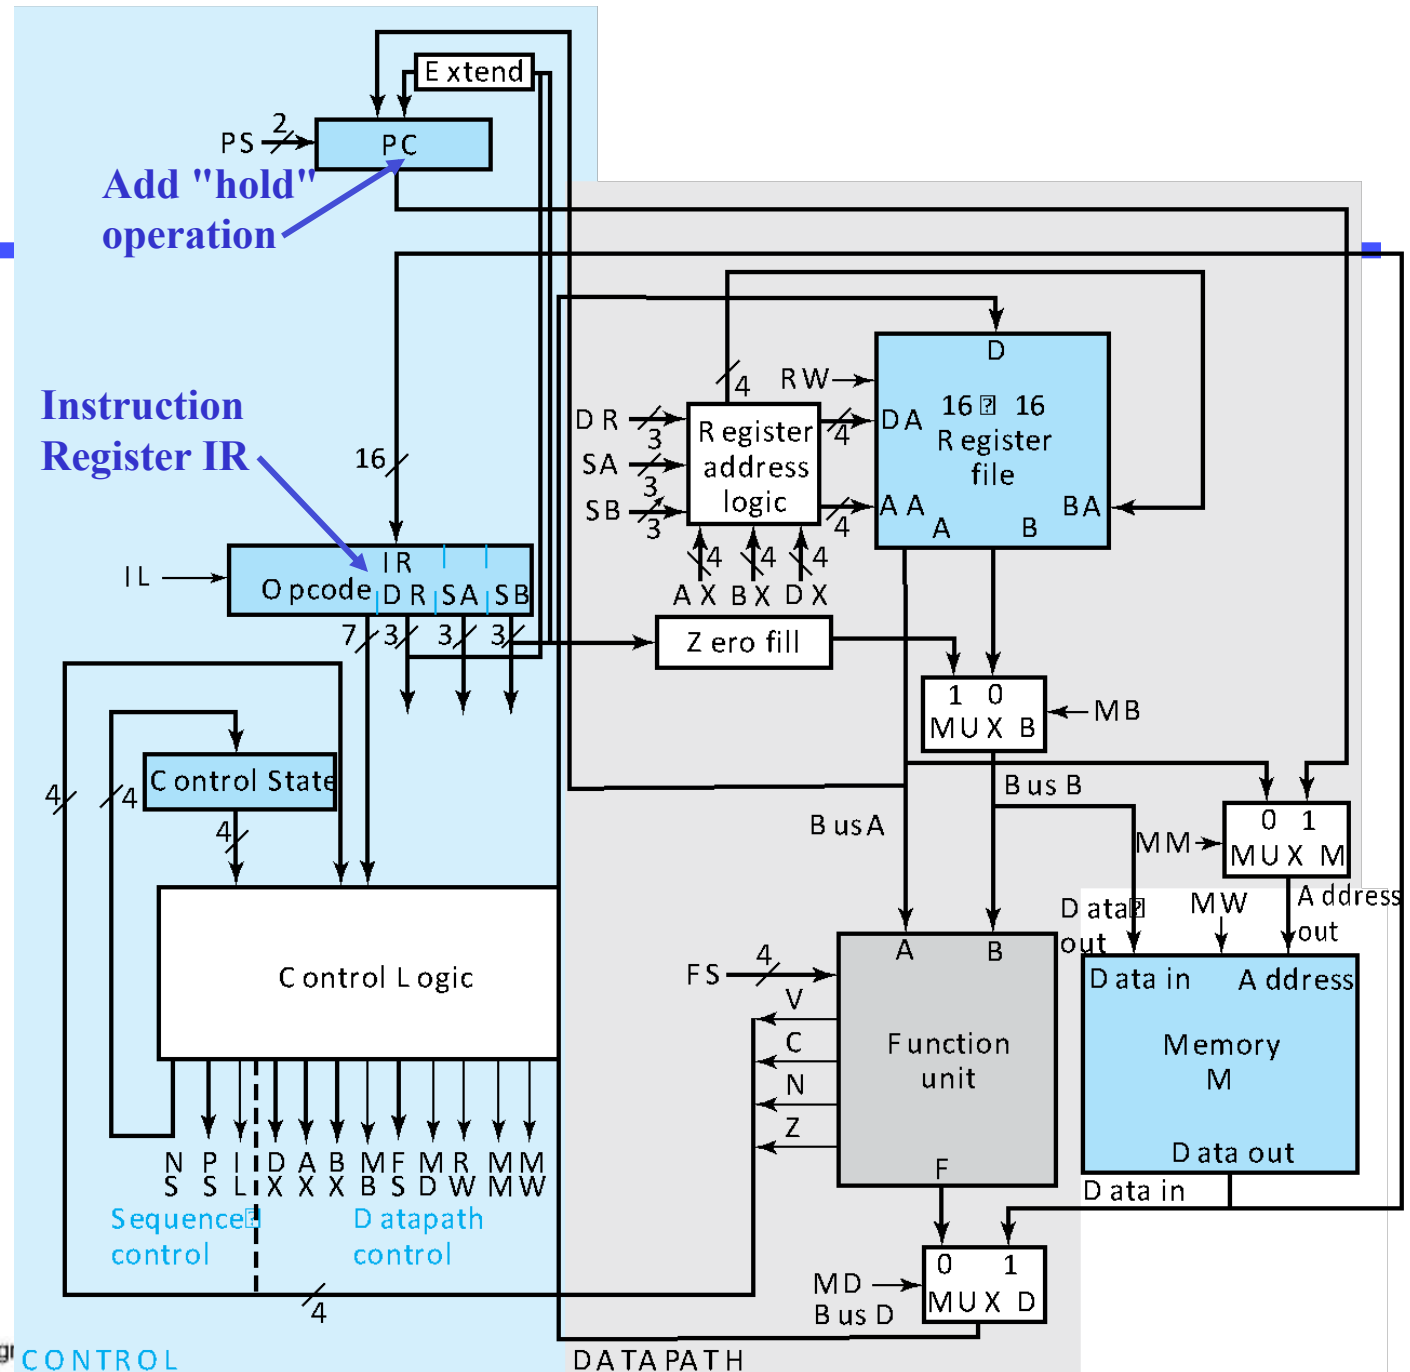 Extend
PS
2
PC
Add "hold"
operation
Instruction
Register IR
16
IL
IR
Opcode DR SA SB
7 3 3 3
Zero fill
4
RW
D
16 16
Register
file
DR
3
SA
3
SB
3
Register
address
logic
4
4
DA
AA
A
B
BA
4 4 4
AX BX DX
1 0
MUX B
MB
Bus B
Bus A
0 1
MUX M
MM
Address
out
MW
Data
out
Data in Address
Memory
M
Data out
Data in
Control State
4
4
4
Control Logic
FS
4
A B
V
C
N
Z
Function
unit
F
N P I D A B M F M R M M
S S L X X X B S D W M W
Sequence
control
Datapath
control
4
MD
Bus D
0 1
MUX D
CONTROL
DATAPATH